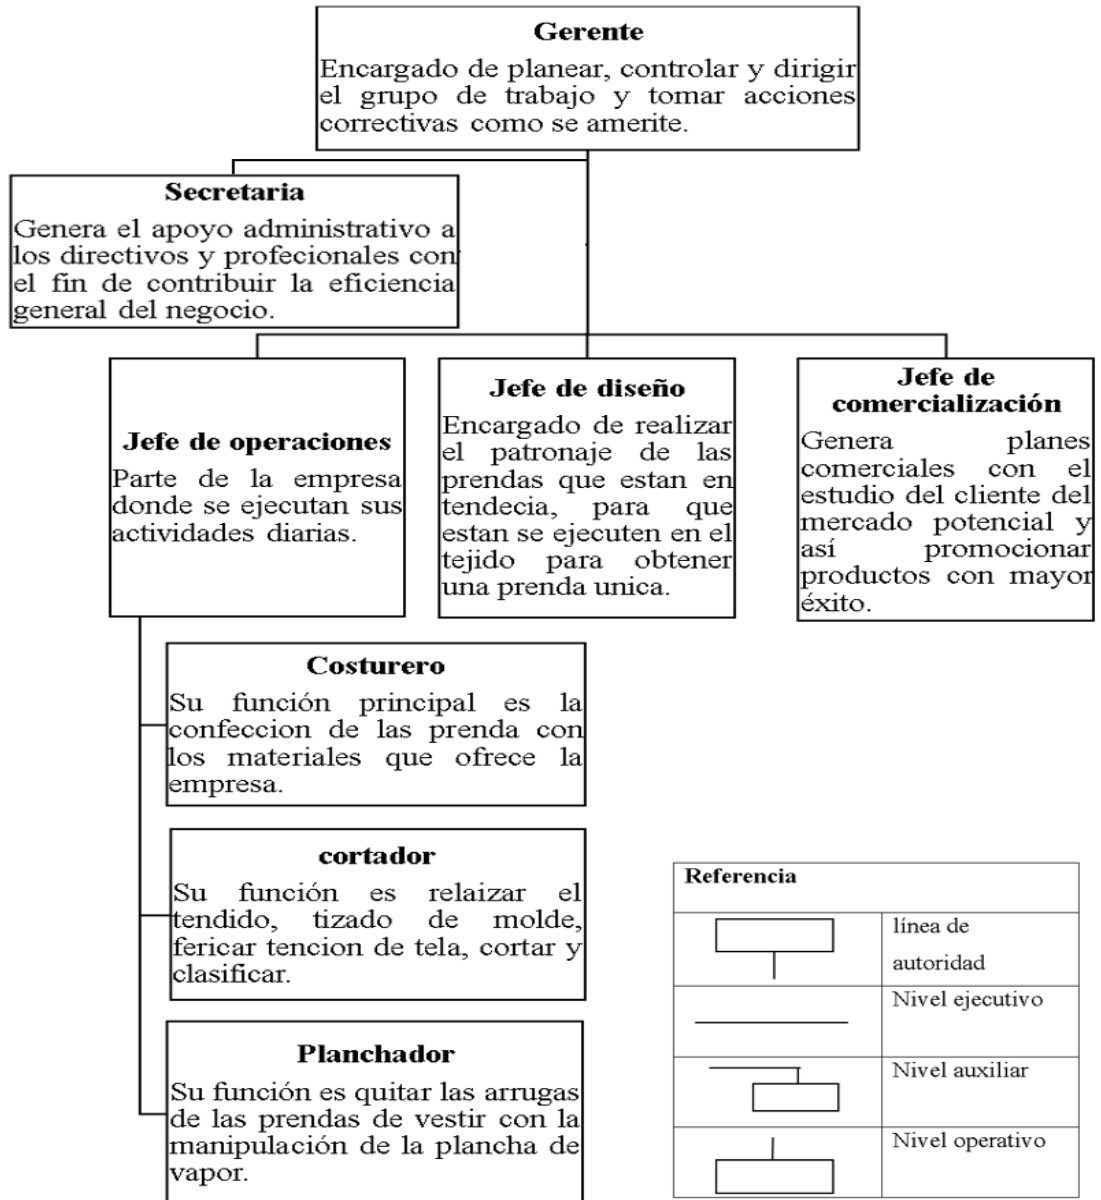 Gerente
Encargado de planear, controlar y dirigir
el grupo de trabajo y tomar acciones
correctivas como se amerite.
Secretaria
Genera el apoyo administrativo a
los directivos y profecionales con
el fin de contribuir la eficiencia
general del negocio.
Jefe de operaciones
Parte de la empresa
donde se ejecutan sus
actividades diarias.
Jefe de diseño
Encargado de realizar
el patronaje de las
prendas que estan en
tendecia, para que
estan se ejecuten en el
tejido para obtener
una prenda unica.
Jefe de
comercialización
Genera planes
comerciales con el
estudio del cliente del
mercado potencial y
así promocionar
productos con mayor
éxito.
Costurero
Su función principal es la
confeccion de las prenda con
los materiales que ofrece la
empresa.
cortador
Su función es relaizar el
tendido, tizado de molde,
fericar tencion de tela, cortar y
clasificar.
Planchador
Su función es quitar las arrugas
de las prendas de vestir con la
manipulación de la plancha de
vapor.
Referencia
línea de
autoridad
Nivel ejecutivo
Nivel auxiliar
Nivel operativo